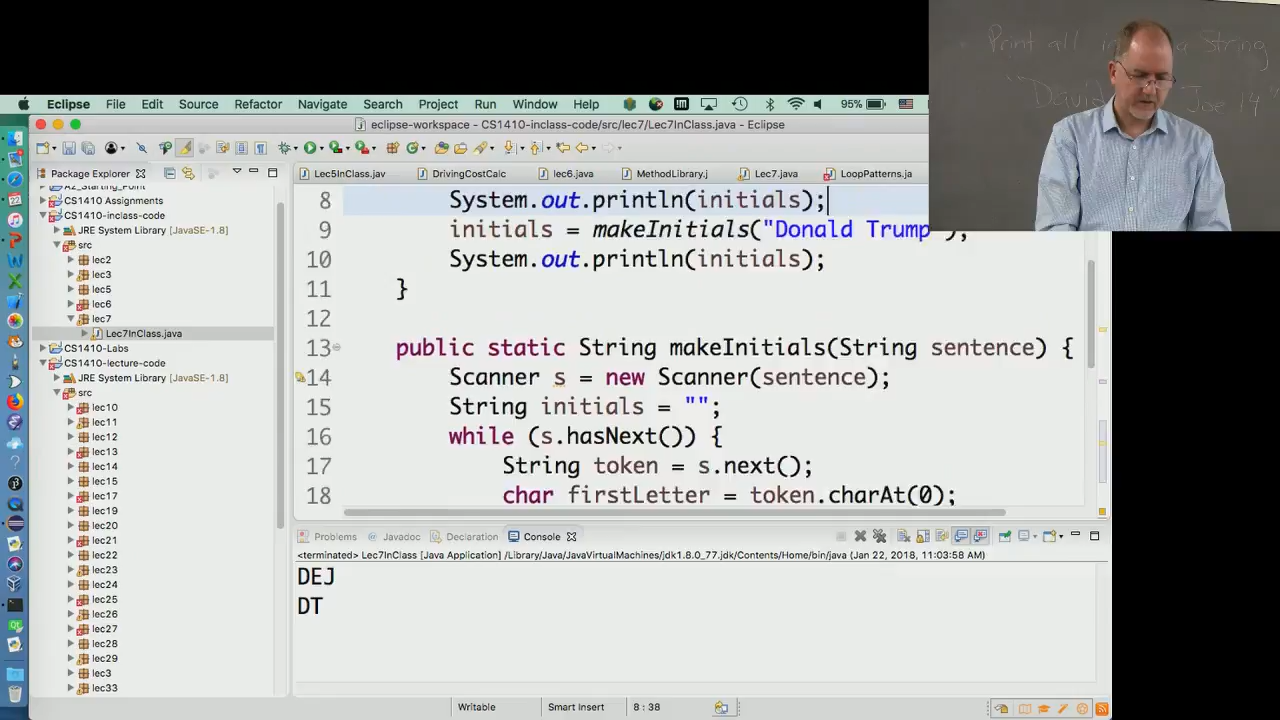 Print all in a String
"David Joe 14"
Eclipse File Edit Source Refactor Navigate Search Project Run Window Help 95%
eclipse-workspace - CS1410-inclass-code/src/lec7/Lec7InClass.java - Eclipse
Package Explorer
Lec5InClass.jav DrivingCostCalc lec6.java MethodLibrary.j Lec7.java LoopPatterns.ja
A2_Starting_Point
CS1410 Assignments
CS1410-inclass-code
JRE System Library [JavaSE-1.8]
src
lec2
lec3
lec5
lec6
lec7
Lec7InClass.java
CS1410-Labs
CS1410-lecture-code
JRE System Library [JavaSE-1.8]
src
lec10
lec11
lec12
lec13
lec14
lec15
lec17
lec19
lec20
lec21
lec22
lec23
lec24
lec25
lec26
lec27
lec28
lec29
lec3
lec33
8 System.out.println(initials);
9 initials = makeInitials("Donald Trump");
10 System.out.println(initials);
11 }
12
13 public static String makeInitials(String sentence) {
14 Scanner s = new Scanner(sentence);
15 String initials = "";
16 while (s.hasNext()) {
17 String token = s.next();
18 char firstLetter = token.charAt(0);
Problems Javadoc Declaration Console
<terminated> Lec7InClass [Java Application] /Library/Java/JavaVirtualMachines/jdk1.8.0_77.jdk/Contents/Home/bin/java (Jan 22, 2018, 11:03:58 AM)
DEJ
DT
Writable Smart Insert 8 : 38